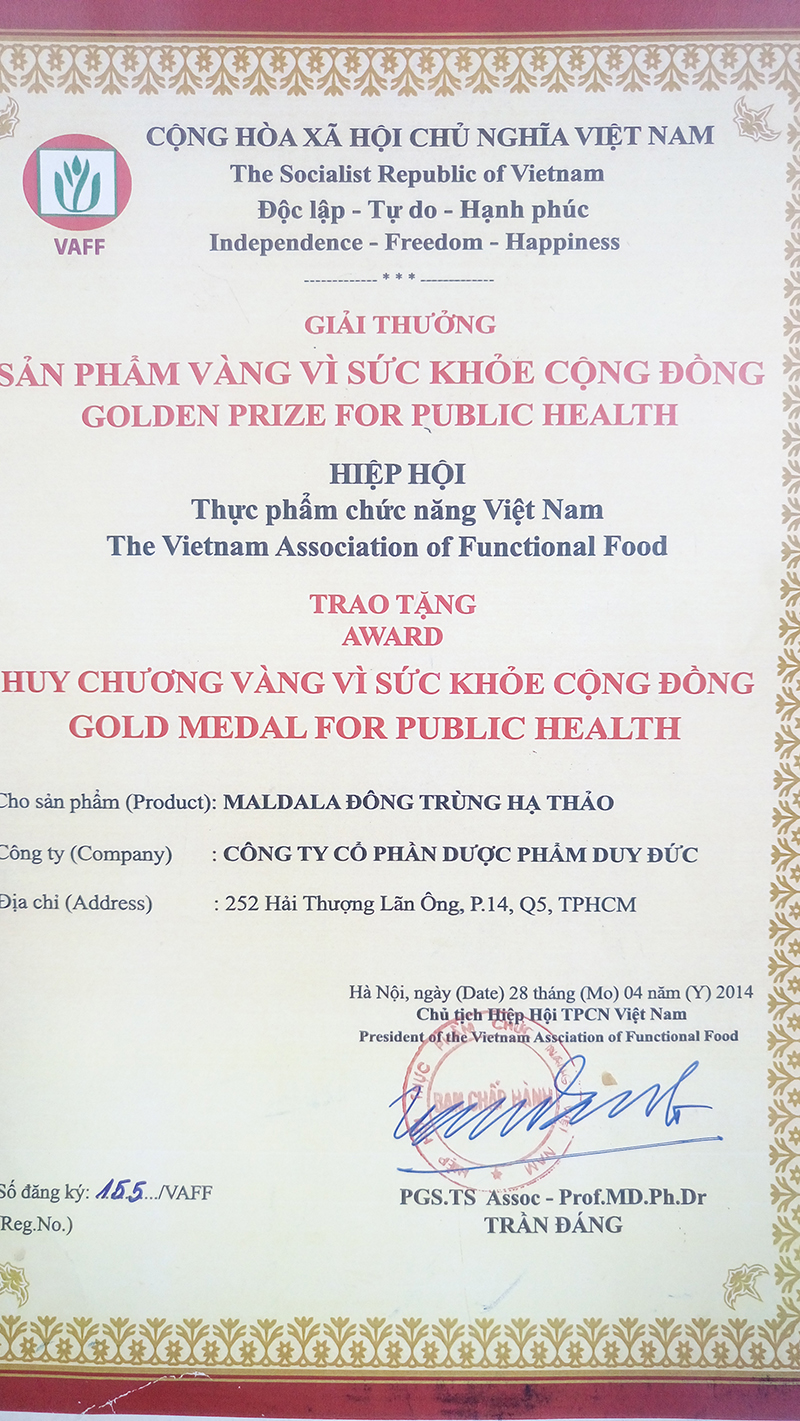 CỘNG HÒA XÃ HỘI CHỦ NGHĨA VIỆT NAM
The Socialist Republic of Vietnam
Độc lập - Tự do - Hạnh phúc
Independence - Freedom - Happiness
VAFF
------------- * * * -------------
GIẢI THƯỞNG
SẢN PHẨM VÀNG VÌ SỨC KHỎE CỘNG ĐỒNG
GOLDEN PRIZE FOR PUBLIC HEALTH
HIỆP HỘI
Thực phẩm chức năng Việt Nam
The Vietnam Association of Functional Food
TRAO TẶNG
AWARD
HUY CHƯƠNG VÀNG VÌ SỨC KHỎE CỘNG ĐỒNG
GOLD MEDAL FOR PUBLIC HEALTH
Cho sản phẩm (Product): MALDALA ĐÔNG TRÙNG HẠ THẢO
Công ty (Company) : CÔNG TY CỔ PHẦN DƯỢC PHẨM DUY ĐỨC
Địa chỉ (Address) : 252 Hải Thượng Lãn Ông, P.14, Q5, TPHCM
Hà Nội, ngày (Date) 28 tháng (Mo) 04 năm (Y) 2014
Chủ tịch Hiệp Hội TPCN Việt Nam
President of the Vietnam Assciation of Functional Food
BAN CHẤP HÀNH
Số đăng ký: 155.../VAFF
(Reg.No.)
PGS.TS Assoc - Prof.MD.Ph.Dr
TRẦN ĐÁNG